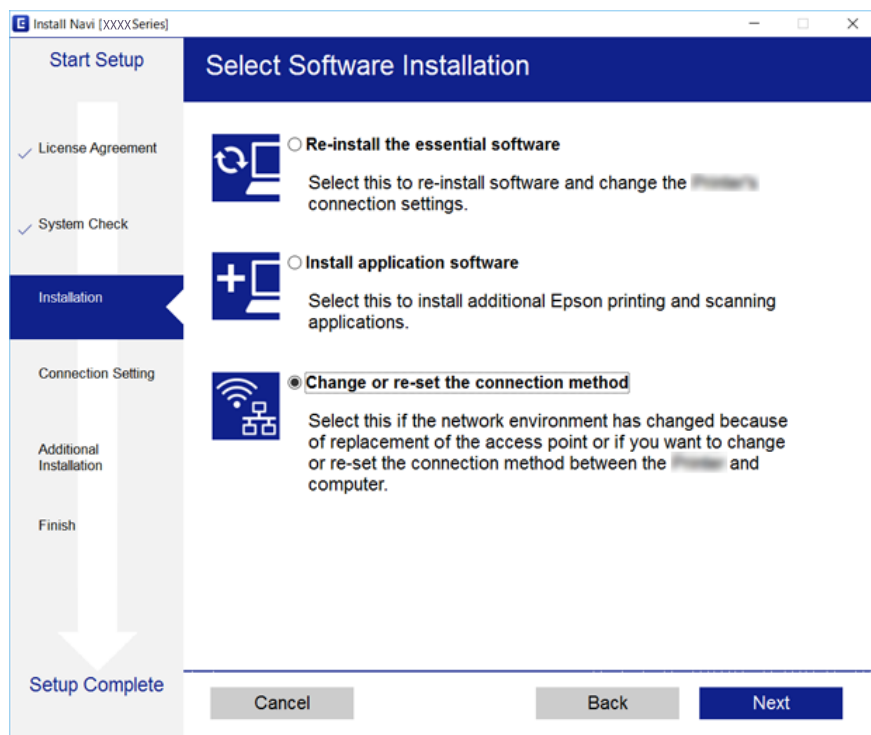 E Install Navi [XXXX Series]
Start Setup
Select Software Installation
License Agreement
System Check
Installation
Connection Setting
Additional
Installation
Finish
Setup Complete
Re-install the essential software
Select this to re-install software and change the
connection settings.
Install application software
Select this to install additional Epson printing and scanning
applications.
Change or re-set the connection method
Select this if the network environment has changed because
of replacement of the access point or if you want to change
or re-set the connection method between the and
computer.
Cancel
Back
Next